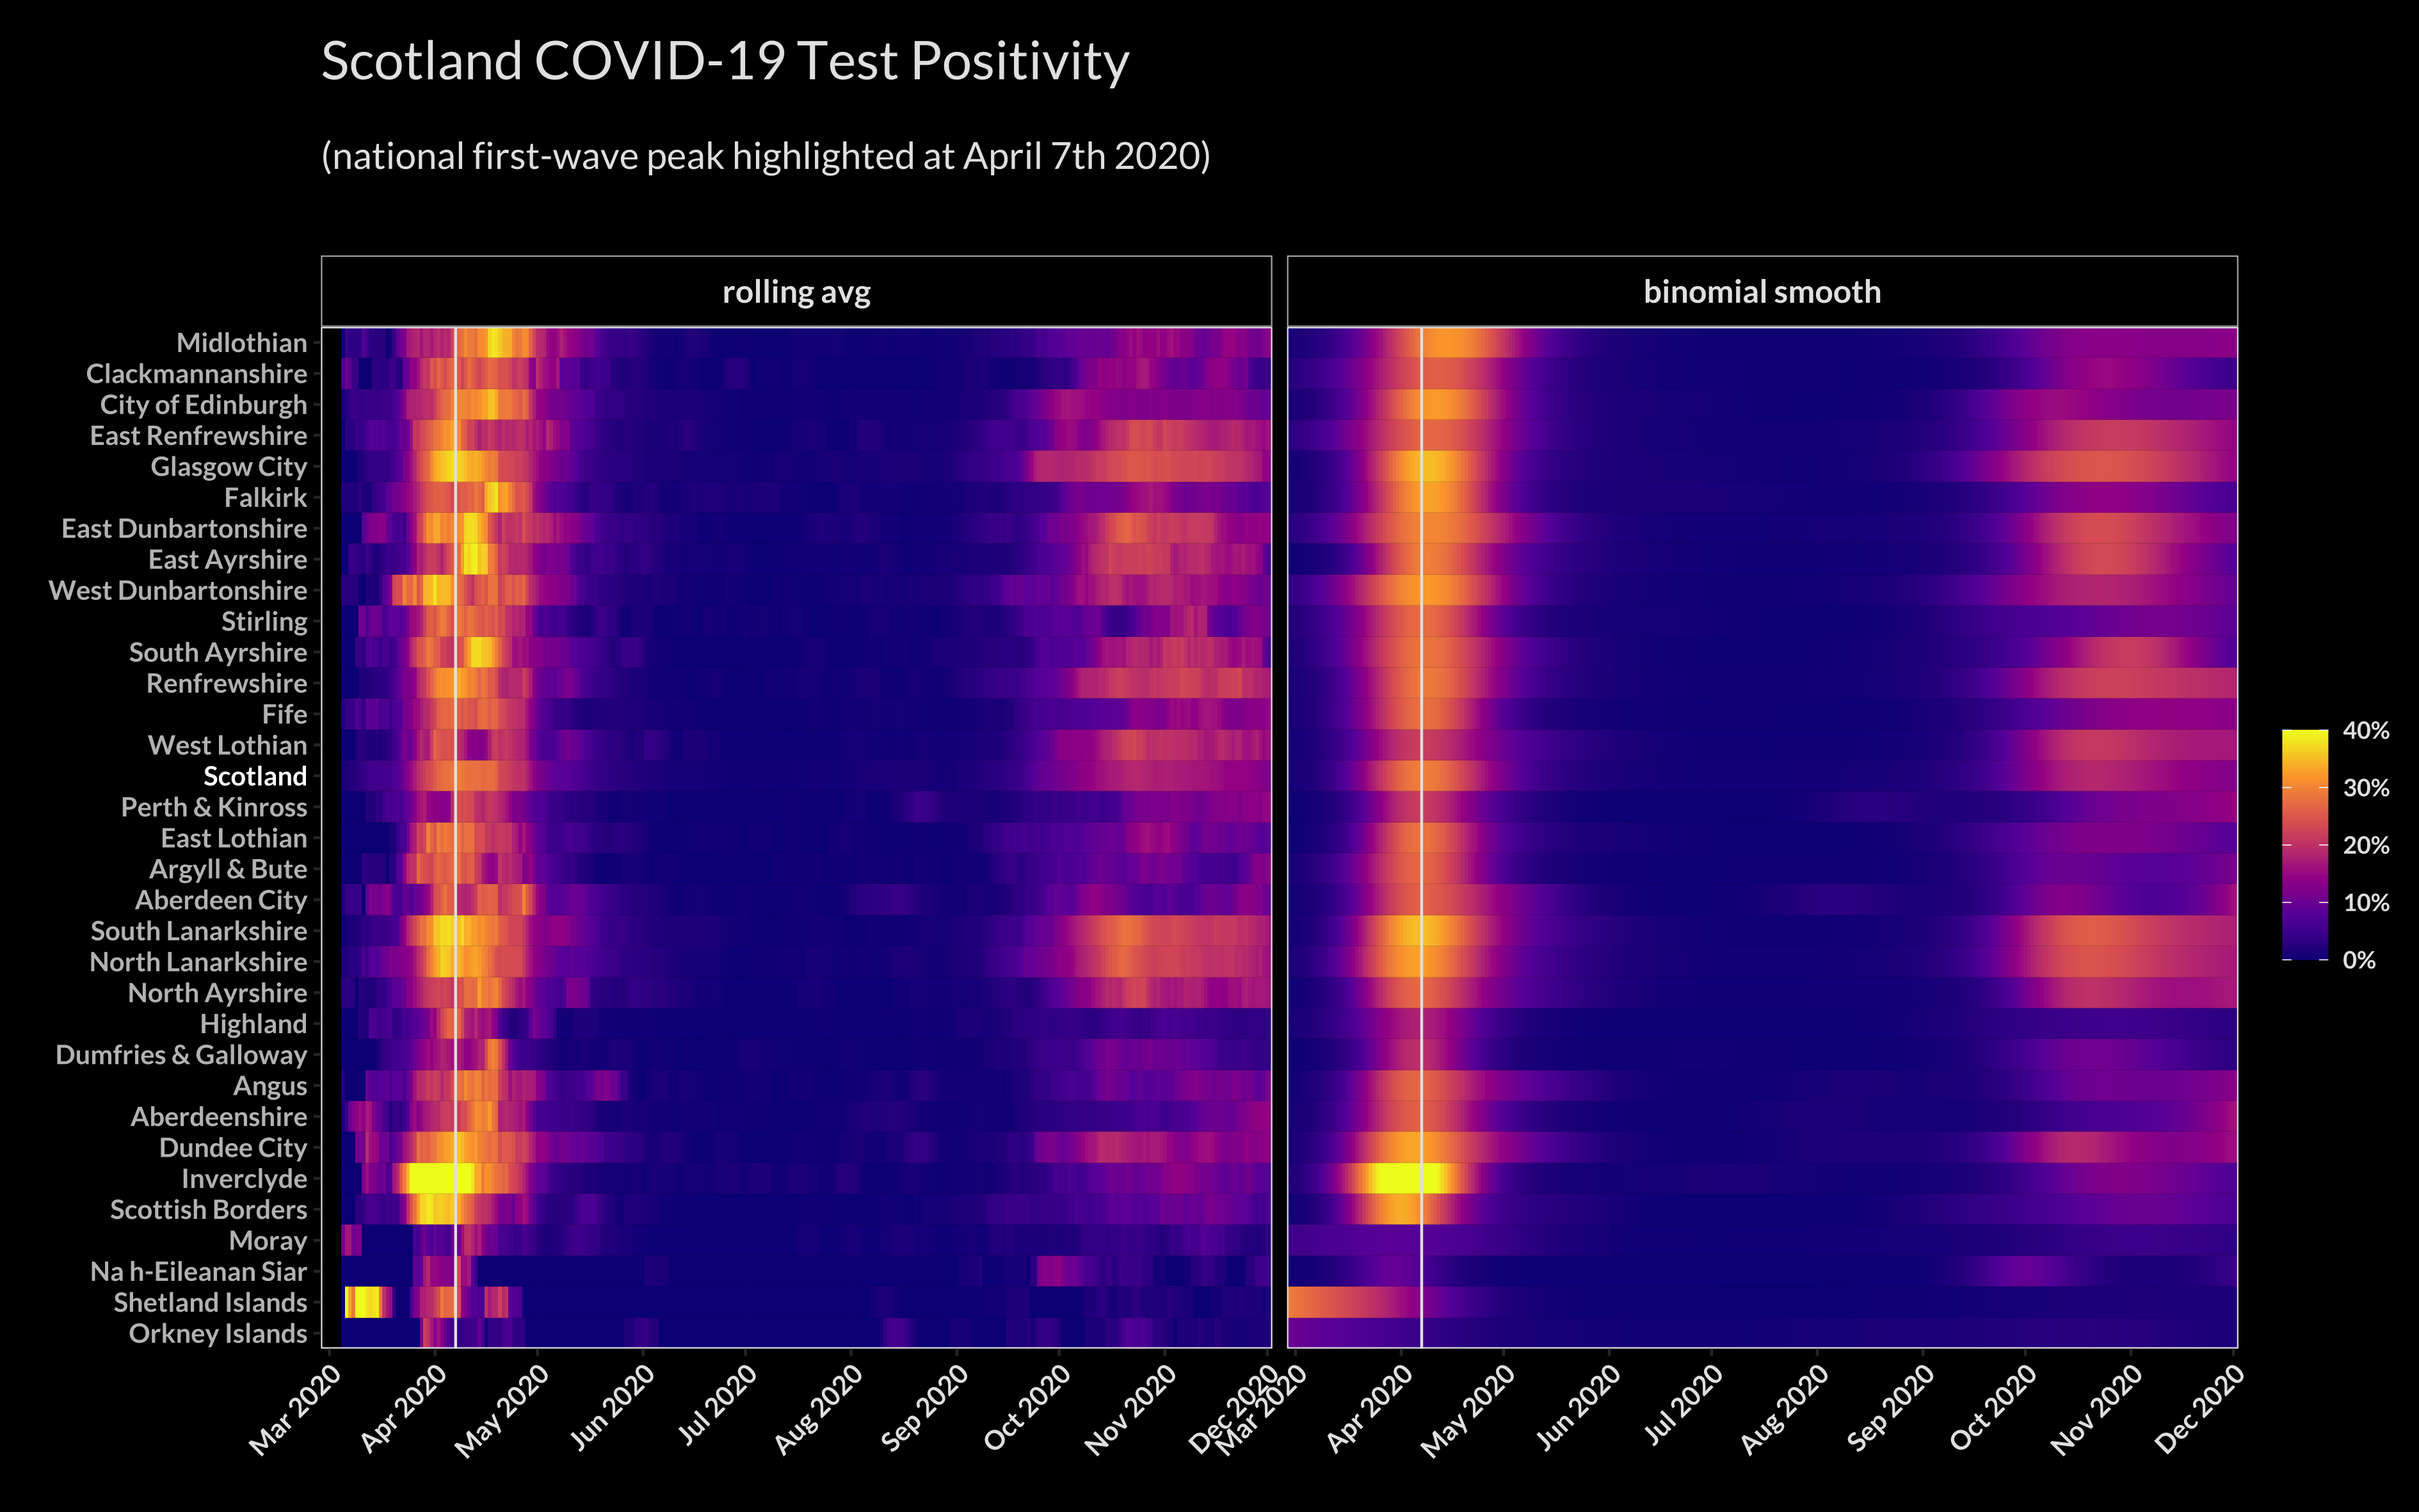 Scotland COVID-19 Test Positivity
(national first-wave peak highlighted at April 7th 2020)
rolling avg
binomial smooth
Midlothian
Clackmannanshire
City of Edinburgh
East Renfrewshire
Glasgow City
Falkirk
East Dunbartonshire
East Ayrshire
West Dunbartonshire
Stirling
South Ayrshire
Renfrewshire
Fife
West Lothian
Scotland
Perth & Kinross
East Lothian
Argyll & Bute
Aberdeen City
South Lanarkshire
North Lanarkshire
North Ayrshire
Highland
Dumfries & Galloway
Angus
Aberdeenshire
Dundee City
Inverclyde
Scottish Borders
Moray
Na h-Eileanan Siar
Shetland Islands
Orkney Islands
40%
30%
20%
10%
0%
Mar 2020
Apr 2020
May 2020
Jun 2020
Jul 2020
Aug 2020
Sep 2020
Oct 2020
Nov 2020
Dec 2020
Mar 2020
Apr 2020
May 2020
Jun 2020
Jul 2020
Aug 2020
Sep 2020
Oct 2020
Nov 2020
Dec 2020